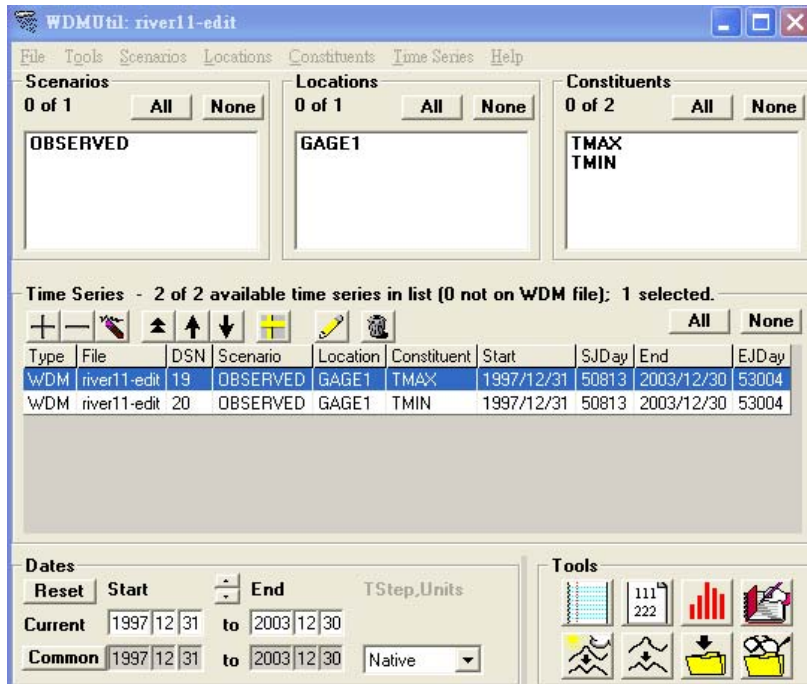 WDMUtil: river11-edit
File Tools Scenarios Locations Constituents Time Series Help
Scenarios Locations Constituents
0 of 1 All None 0 of 1 All None 0 of 2 All None
OBSERVED GAGE1 TMAX
TMIN
Time Series - 2 of 2 available time series in list (0 not on WDM file); 1 selected.
All None
Type File DSN Scenario Location Constituent Start SJDay End EJDay
WDM river11-edit 19 OBSERVED GAGE1 TMAX 1997/12/31 50813 2003/12/30 53004
WDM river11-edit 20 OBSERVED GAGE1 TMIN 1997/12/31 50813 2003/12/30 53004
Dates Tools
Reset Start End TStep,Units
111
222
Current 1997 12 31 to 2003 12 30
Common 1997 12 31 to 2003 12 30 Native